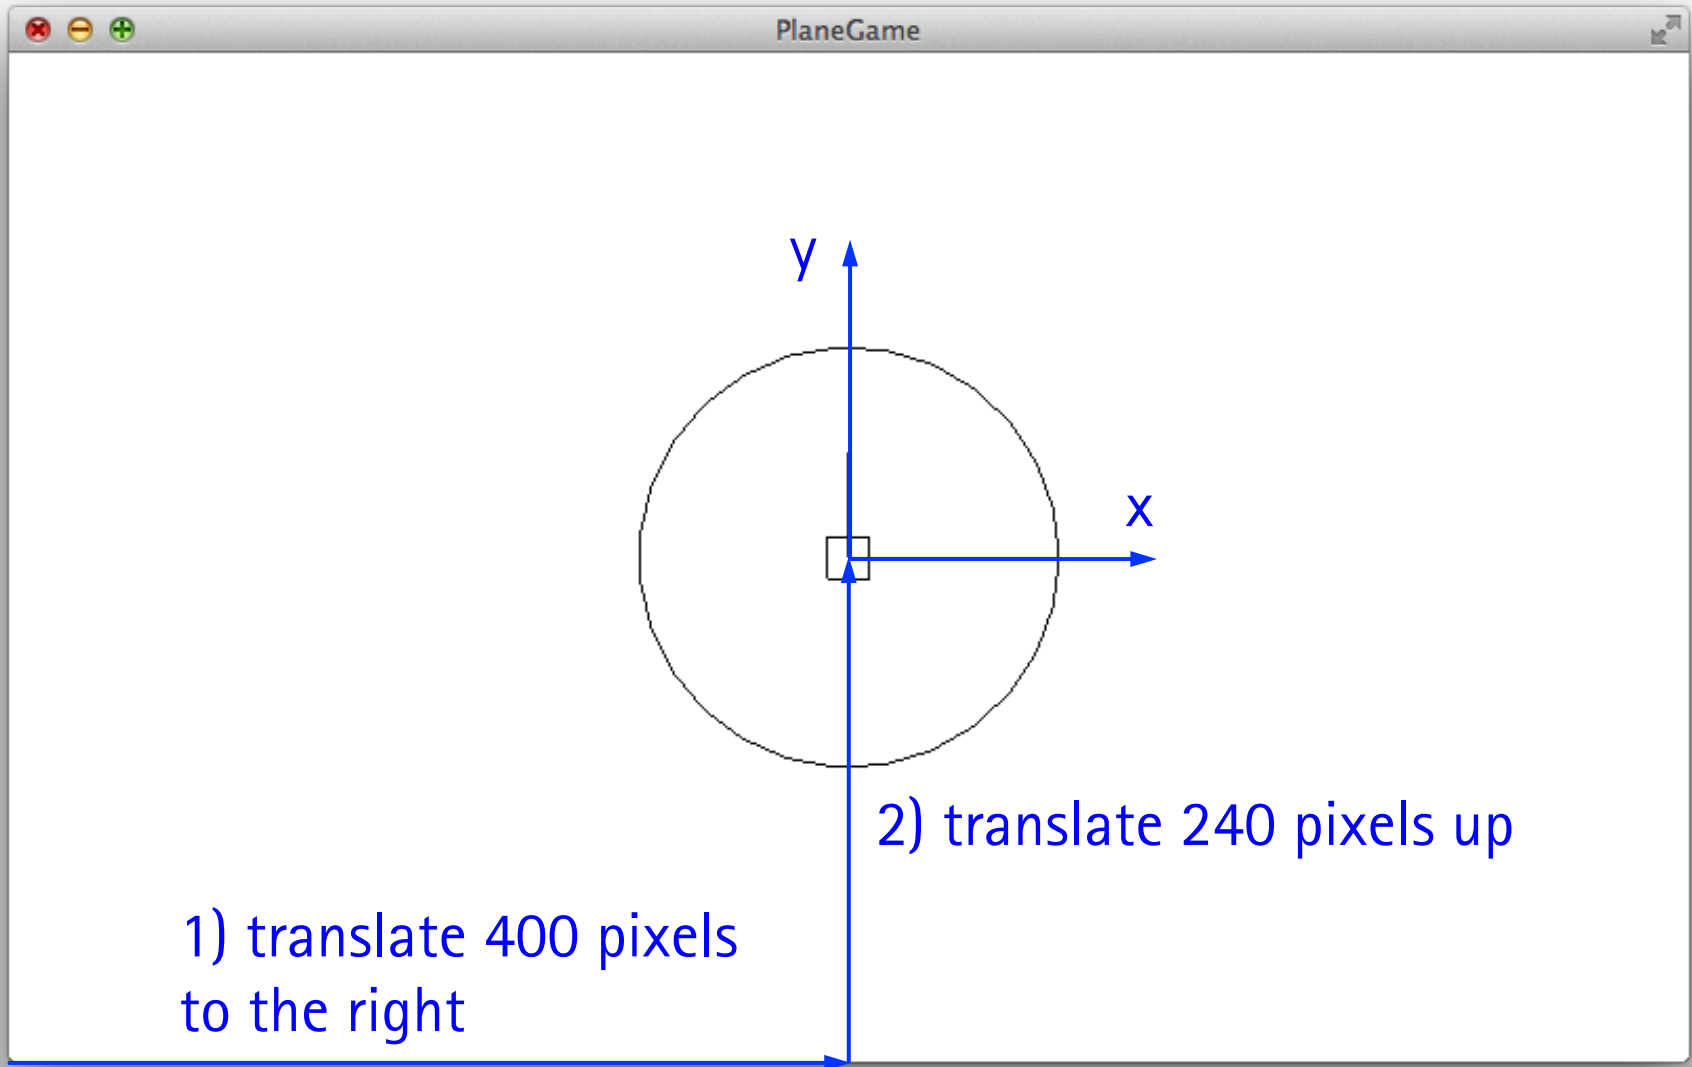 PlaneGame
y
x
2) translate 240 pixels up
1) translate 400 pixels
to the right